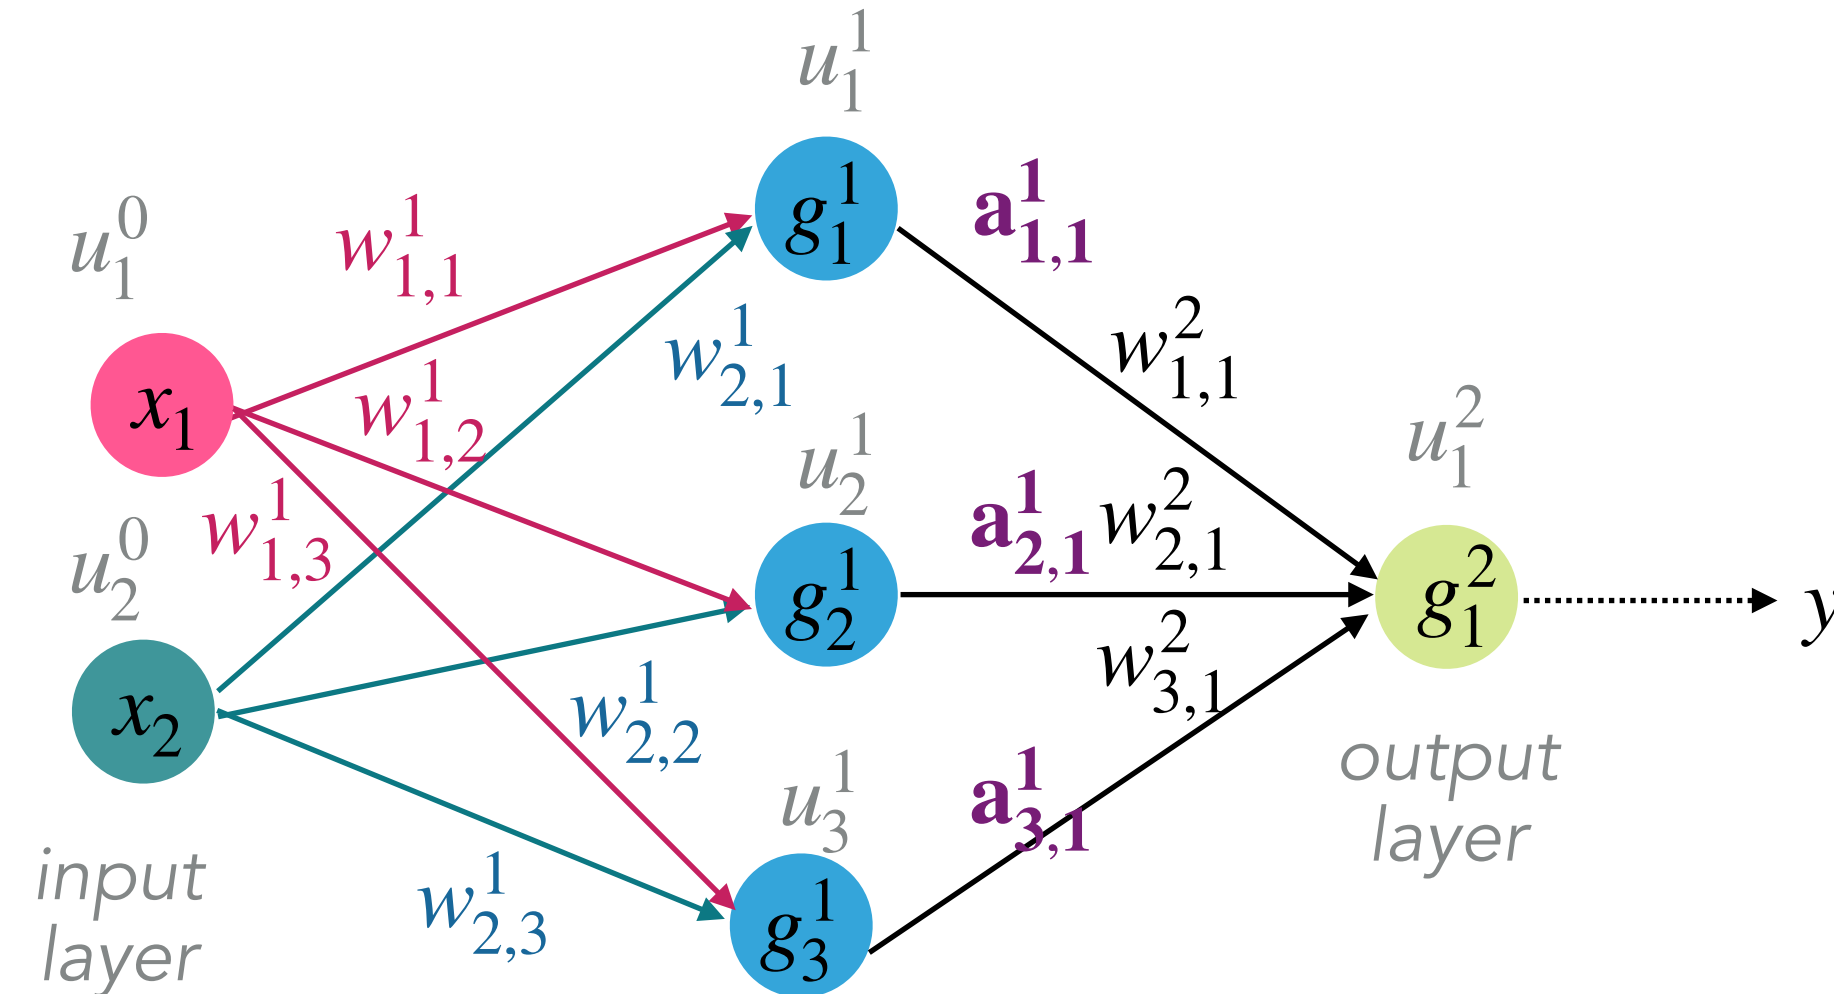 u_1^1
g_1^1
a_{1,1}^1
u_1^0
w_{1,1}^1
x_1
w_{1,2}^1
w_{2,1}^1
w_{1,1}^2
w_{1,3}^1
u_2^0
x_2
u_2^1
g_2^1
a_{2,1}^1
w_{2,1}^2
u_1^2
g_1^2
y
w_{3,1}^2
w_{2,2}^1
u_3^1
a_{3,1}^1
w_{2,3}^1
g_3^1
input
layer
output
layer